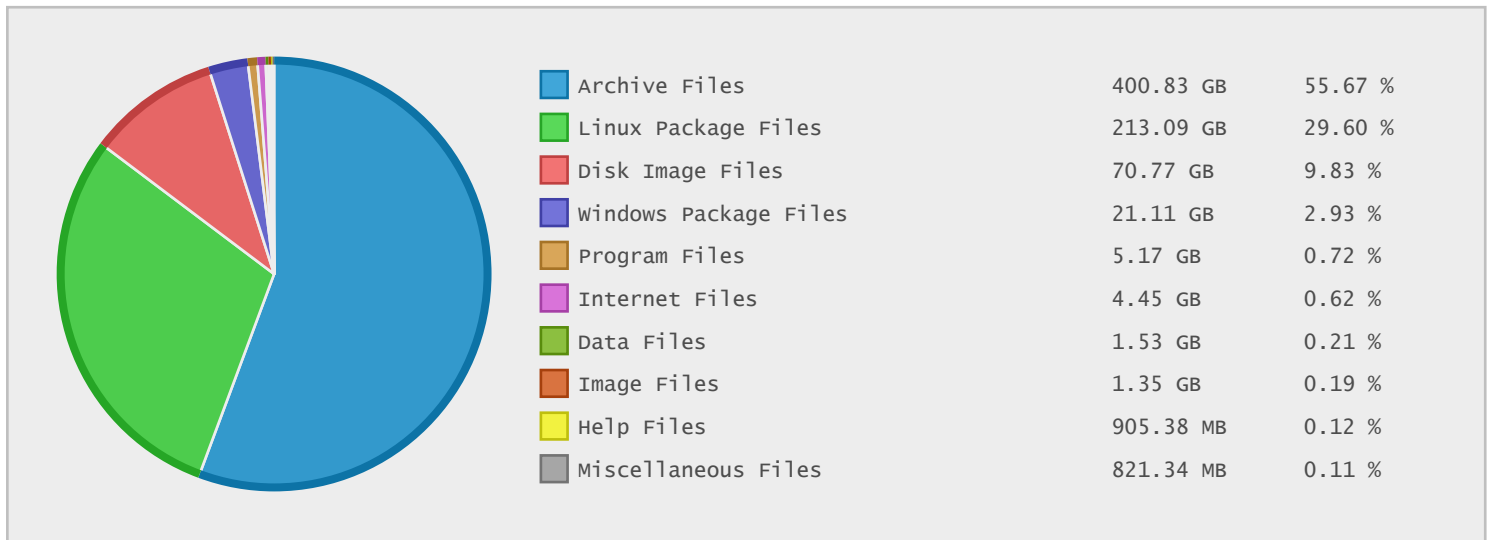 Archive Files 400.83 GB 55.67 %
Linux Package Files 213.09 GB 29.60 %
Disk Image Files 70.77 GB 9.83 %
Windows Package Files 21.11 GB 2.93 %
Program Files 5.17 GB 0.72 %
Internet Files 4.45 GB 0.62 %
Data Files 1.53 GB 0.21 %
Image Files 1.35 GB 0.19 %
Help Files 905.38 MB 0.12 %
Miscellaneous Files 821.34 MB 0.11 %